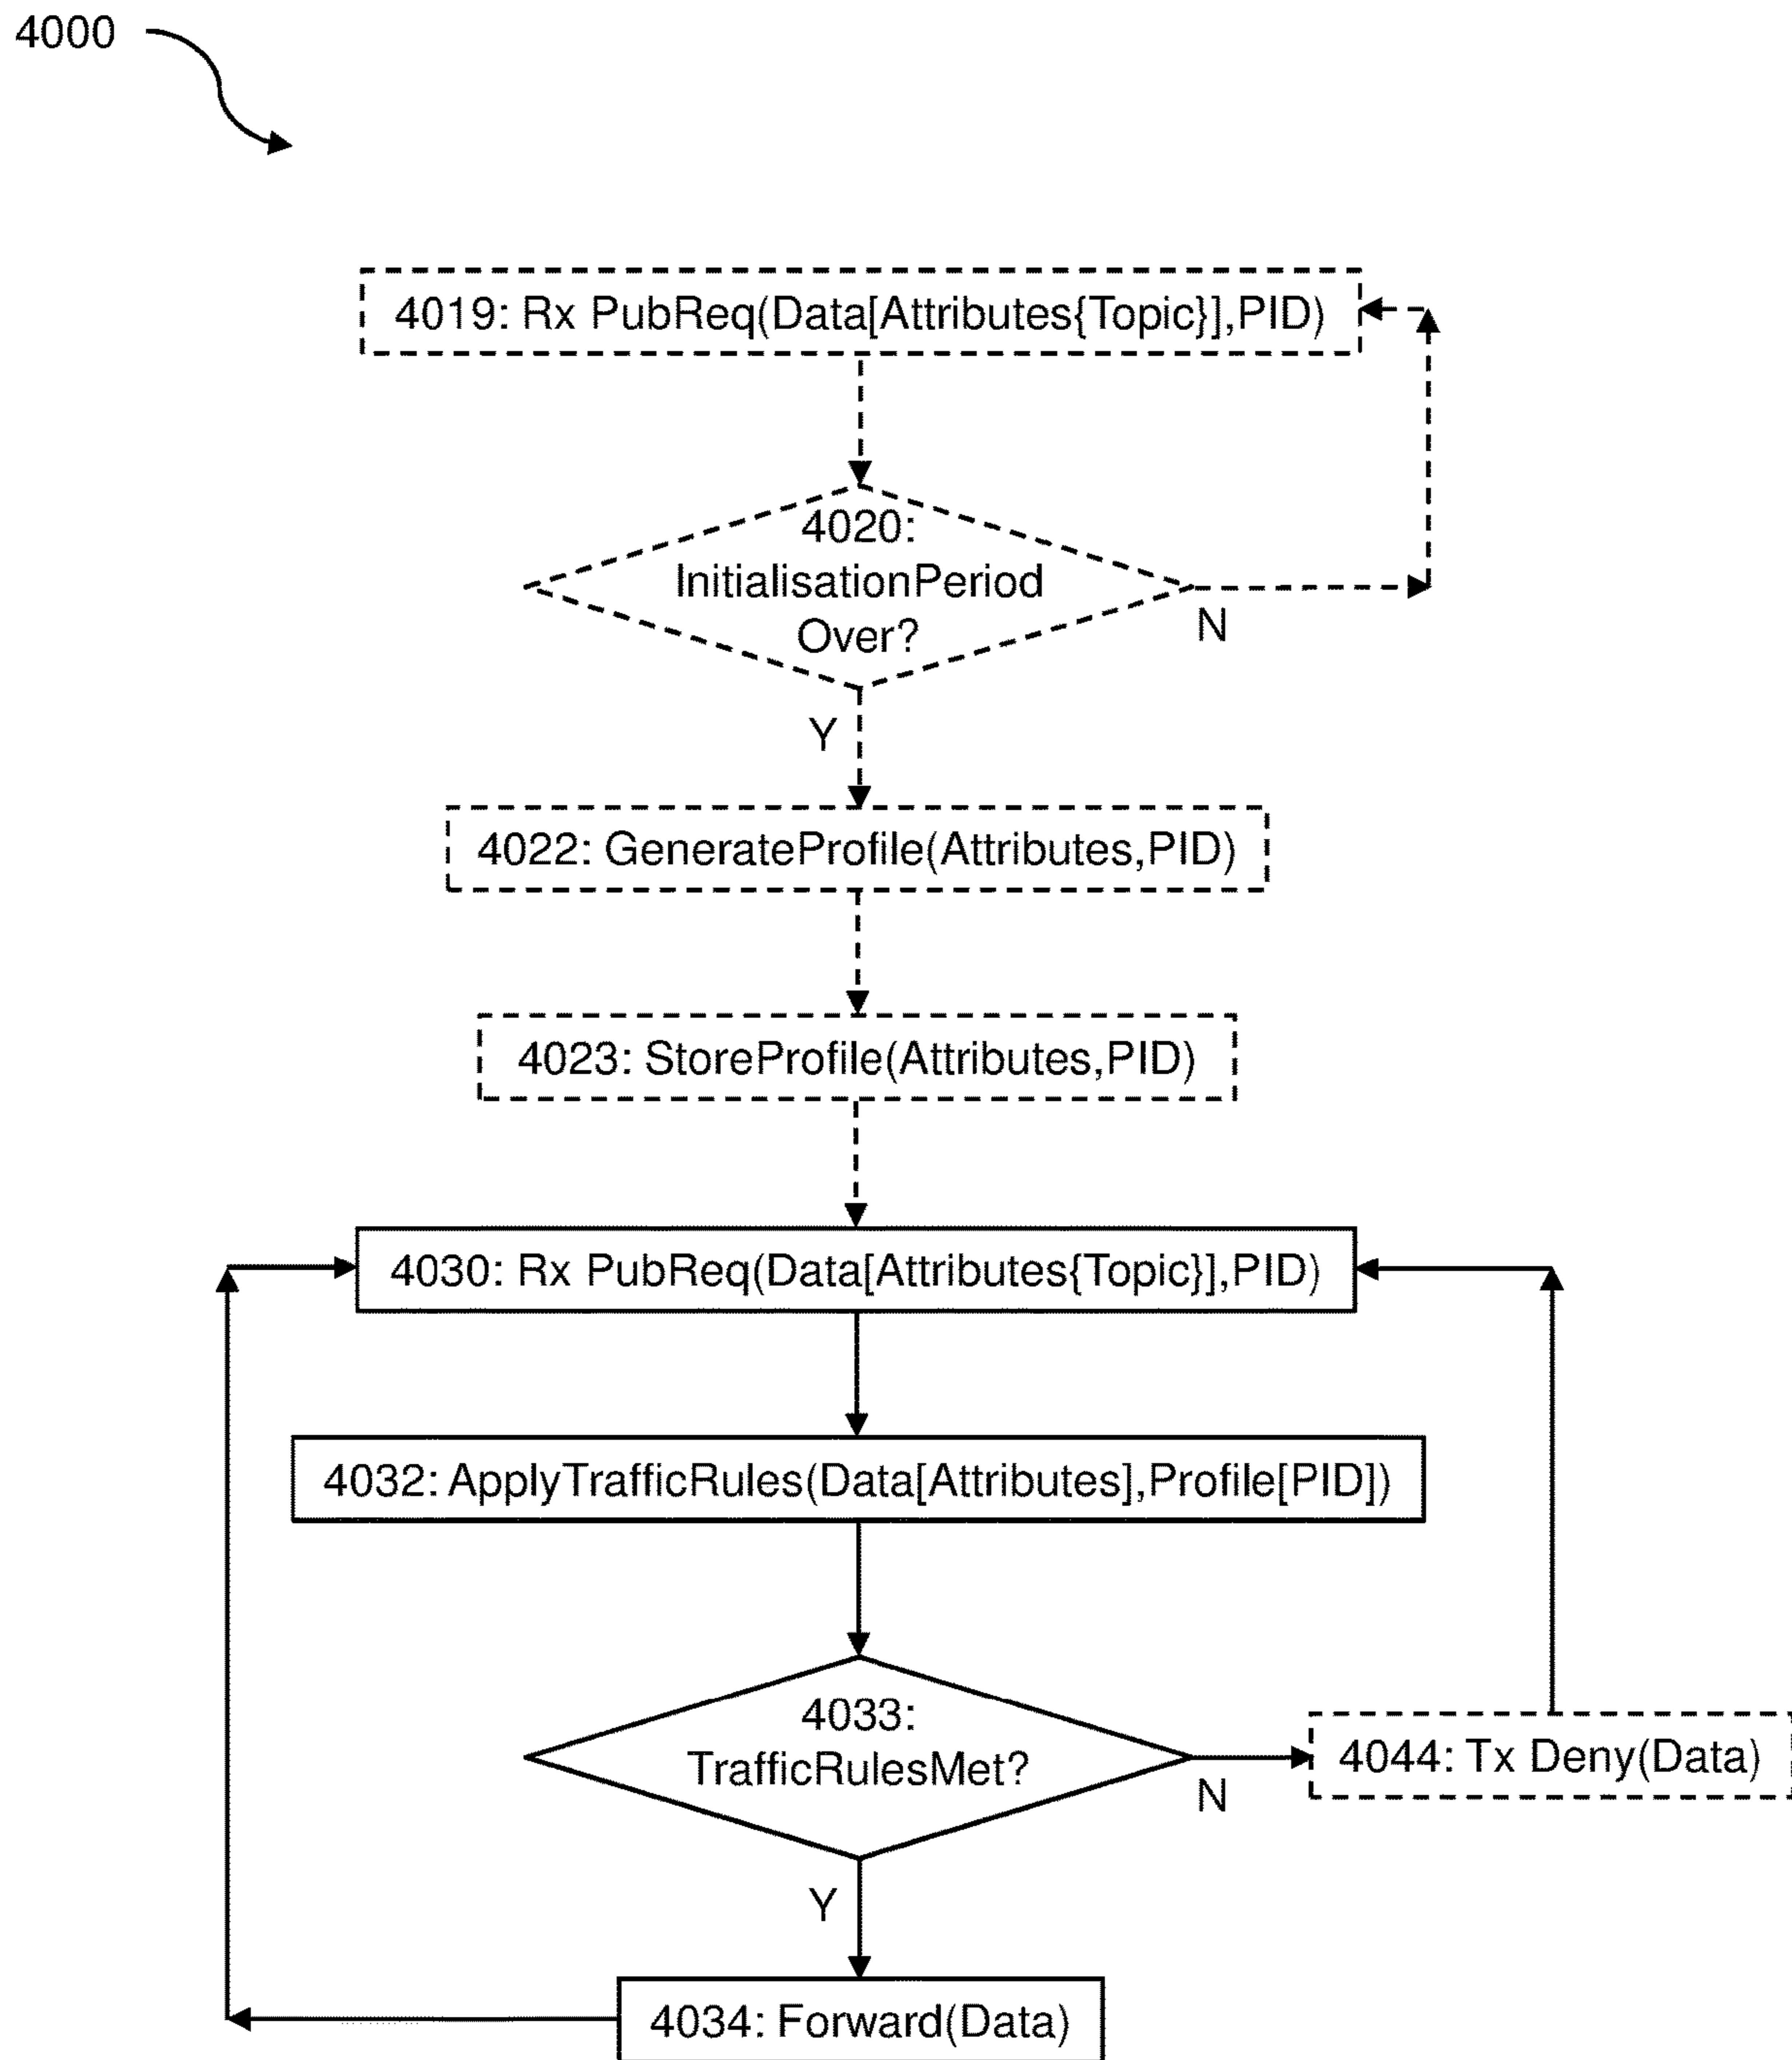 4000
4019: Rx PubReq(Data[Attributes{Topic}],PID)
4020:
InitialisationPeriod
Over?
N
Y
4022: GenerateProfile(Attributes,PID)
4023: StoreProfile(Attributes,PID)
4030: Rx PubReq(Data[Attributes{Topic}],PID)
4032: ApplyTrafficRules(Data[Attributes],Profile[PID])
4033:
TrafficRulesMet?
4044: Tx Deny(Data)
N
Y
4034: Forward(Data)